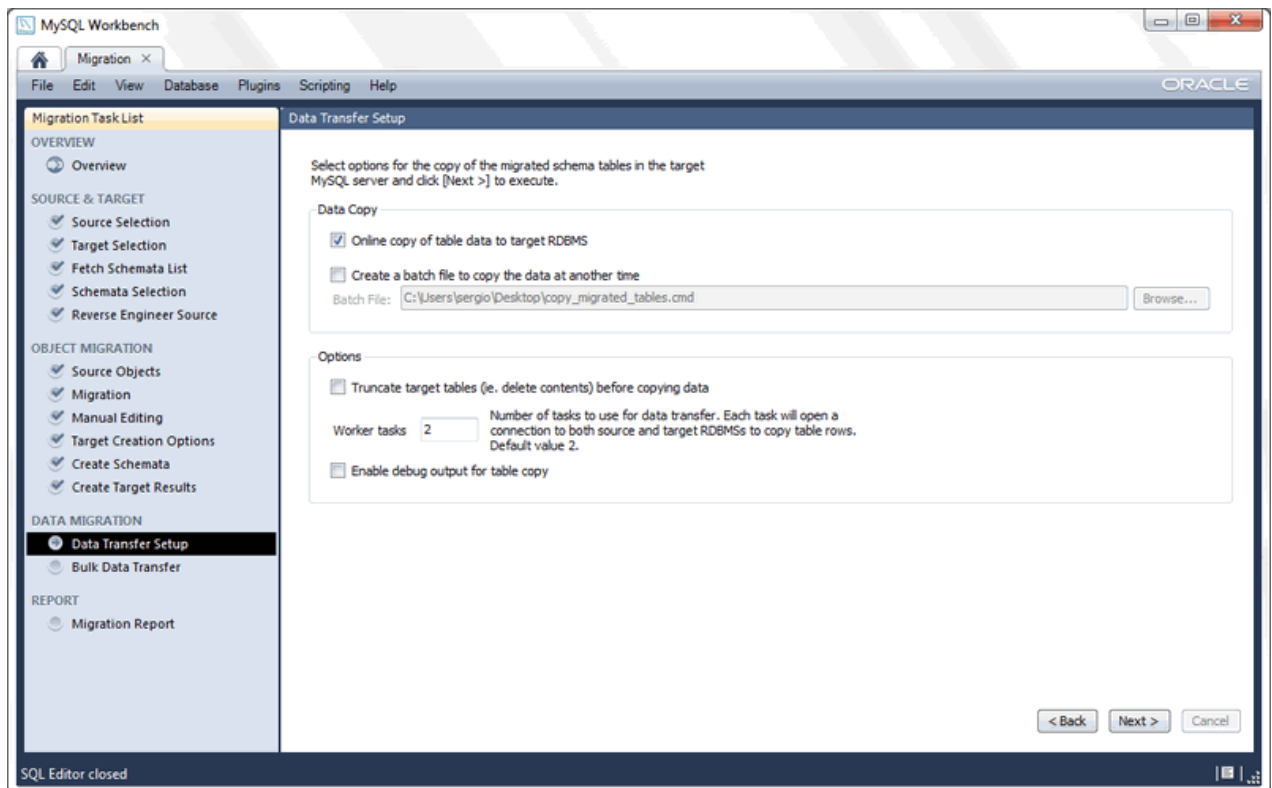 MySQL Workbench
Migration
File Edit View Database Plugins Scripting Help
ORACLE
Migration Task List
OVERVIEW
Overview
SOURCE & TARGET
Source Selection
Target Selection
Fetch Schemata List
Schemata Selection
Reverse Engineer Source
OBJECT MIGRATION
Source Objects
Migration
Manual Editing
Target Creation Options
Create Schemata
Create Target Results
DATA MIGRATION
Data Transfer Setup
Bulk Data Transfer
REPORT
Migration Report
Data Transfer Setup
Select options for the copy of the migrated schema tables in the target
MySQL server and click [Next >] to execute.
Data Copy
Online copy of table data to target RDBMS
Create a batch file to copy the data at another time
Batch File: C:\Users\sergio\Desktop\copy_migrated_tables.cmd Browse...
Options
Truncate target tables (ie. delete contents) before copying data
Worker tasks 2
Number of tasks to use for data transfer. Each task will open a
connection to both source and target RDBMSs to copy table rows.
Default value 2.
Enable debug output for table copy
< Back Next > Cancel
SQL Editor closed